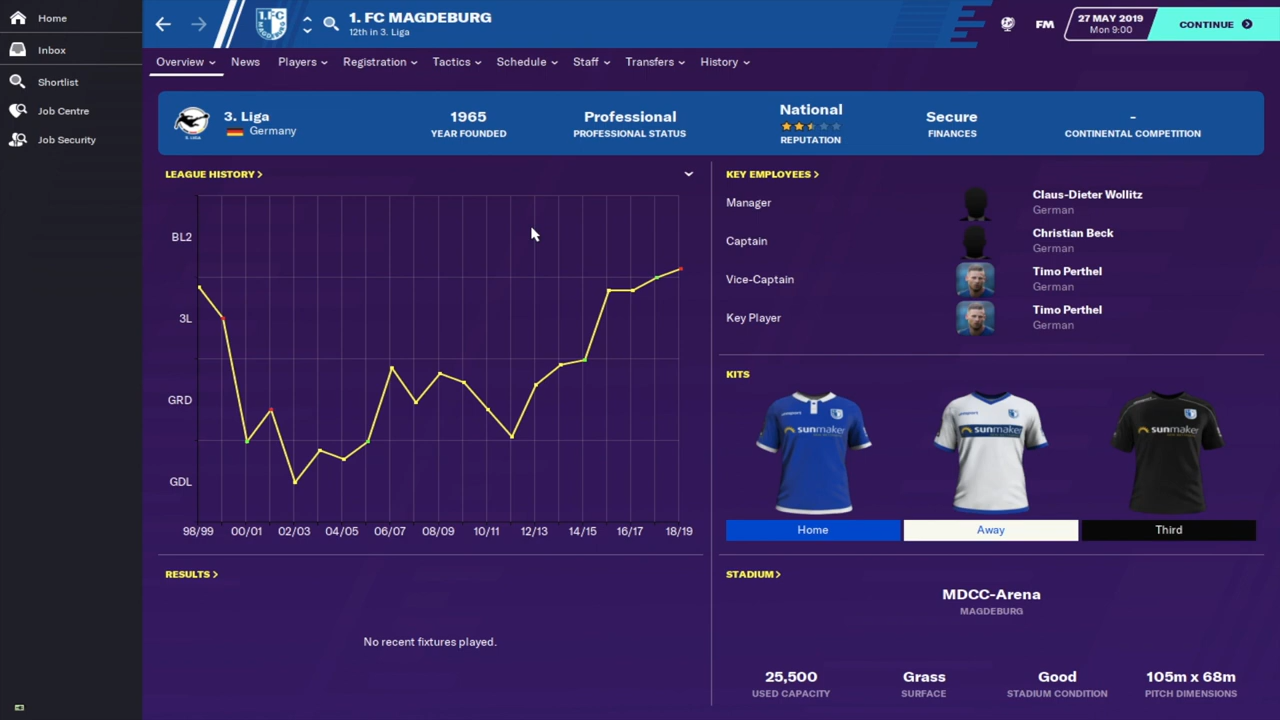 Home
Inbox
Shortlist
Job Centre
Job Security
1. FC MAGDEBURG
12th in 3. Liga
FM
27 MAY 2019
Mon 9:00
CONTINUE
Overview
News
Players
Registration
Tactics
Schedule
Staff
Transfers
History
3. Liga
Germany
1965
YEAR FOUNDED
Professional
PROFESSIONAL STATUS
National
REPUTATION
Secure
FINANCES
-
CONTINENTAL COMPETITION
LEAGUE HISTORY >
BL2
3L
GRD
GDL
98/99 00/01 02/03 04/05 06/07 08/09 10/11 12/13 14/15 16/17 18/19
RESULTS >
No recent fixtures played.
KEY EMPLOYEES >
Manager
Claus-Dieter Wollitz
German
Captain
Christian Beck
German
Vice-Captain
Timo Perthel
German
Key Player
Timo Perthel
German
KITS
sunmaker
sunmaker
sunmaker
Home
Away
Third
STADIUM >
MDCC-Arena
MAGDEBURG
25,500
USED CAPACITY
Grass
SURFACE
Good
STADIUM CONDITION
105m x 68m
PITCH DIMENSIONS